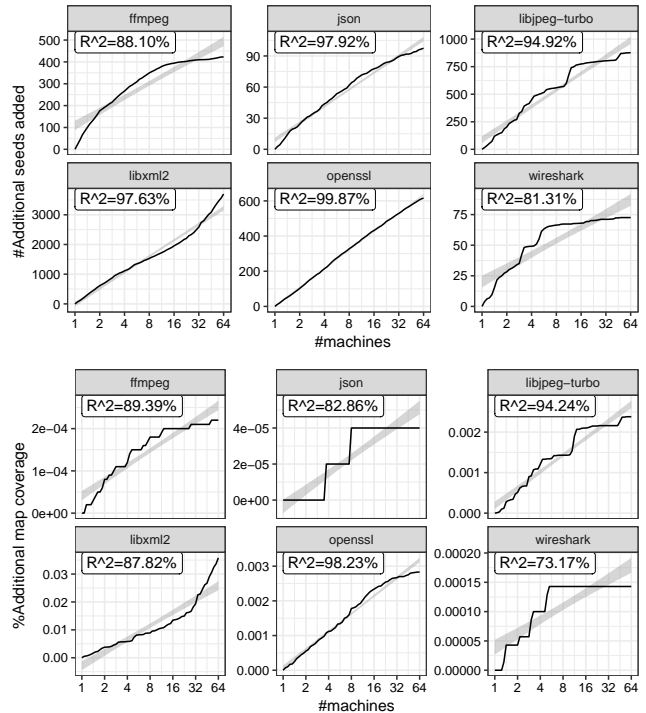 ffmpeg json libjpeg−turbo
R^2=88.10% R^2=97.92% R^2=94.92%
500 400 300 200 100 0
90 60 30 0
1000 750 500 250 0
libxml2 openssl wireshark
R^2=97.63% R^2=99.87% R^2=81.31%
3000 2000 1000 0
600 400 200 0
75 50 25 0
#Additional seeds added
1 2 4 8 16 32 64 1 2 4 8 16 32 64 1 2 4 8 16 32 64
#machines
ffmpeg json libjpeg−turbo
R^2=89.39% R^2=82.86% R^2=94.24%
2e−04 1e−04 0e+00
4e−05 2e−05 0e+00
0.002 0.001 0.000
libxml2 openssl wireshark
R^2=87.82% R^2=98.23% R^2=73.17%
0.03 0.02 0.01 0.00
0.003 0.002 0.001 0.000
0.00020 0.00015 0.00010 0.00005 0.00000
%Additional map coverage
1 2 4 8 16 32 64 1 2 4 8 16 32 64 1 2 4 8 16 32 64
#machines